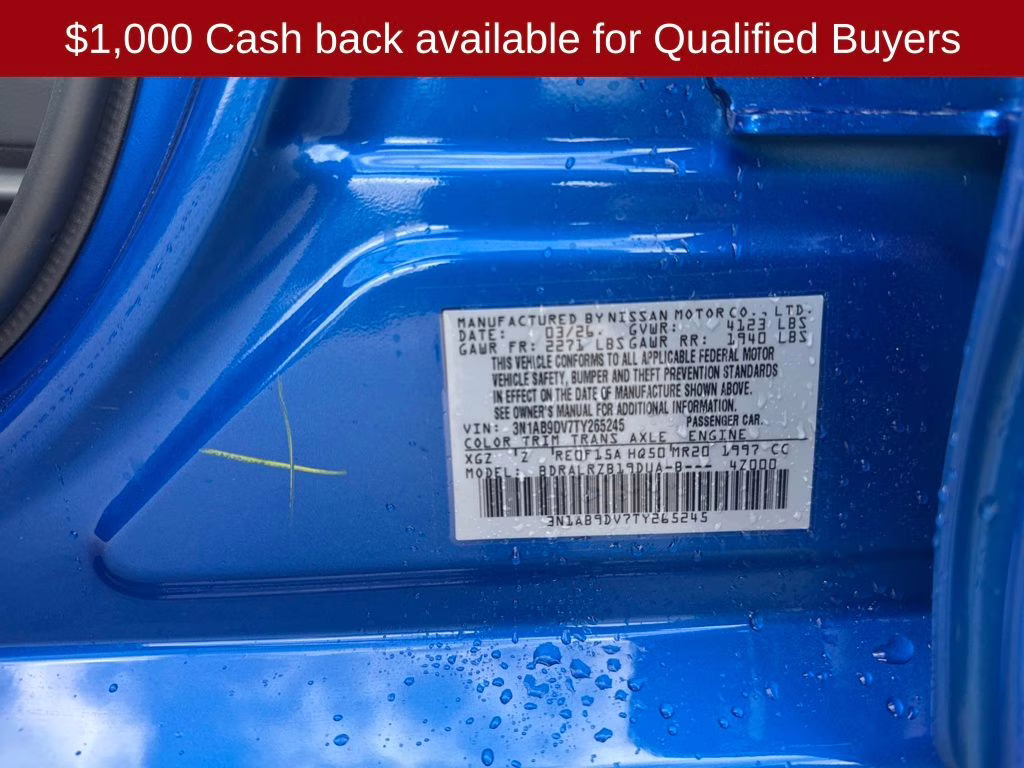 $1,000 Cash back available for Qualified Buyers
MANUFACTURED BY NISSAN MOTOR CO., LTD.
DATE: 03/26. GVWR: 4123 LBS
GAWR FR: 2271 LBS GAWR RR: 1940 LBS
THIS VEHICLE CONFORMS TO ALL APPLICABLE FEDERAL MOTOR
VEHICLE SAFETY, BUMPER AND THEFT PREVENTION STANDARDS
IN EFFECT ON THE DATE OF MANUFACTURE SHOWN ABOVE.
SEE OWNER'S MANUAL FOR ADDITIONAL INFORMATION.
VIN: 3N1AB9DV7TY265245 PASSENGER CAR.
COLOR TRIM TRANS AXLE ENGINE
XGZ Z RE0F15A HQ50 MR20 1997 CC
MODEL: BDRALRZB19DUA-B--- 4Z000
3N1AB9DV7TY265245